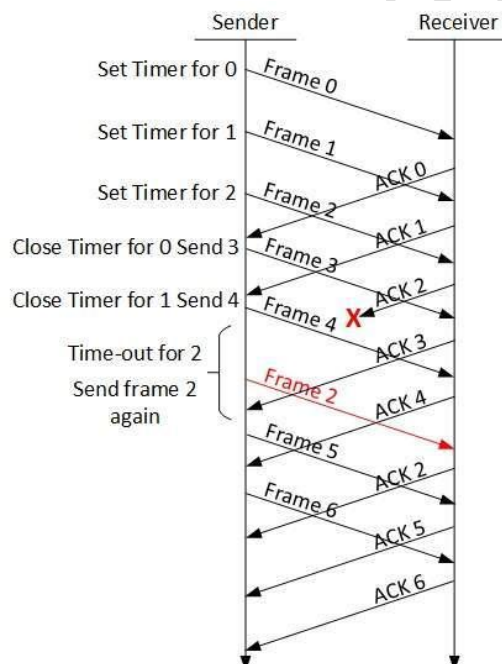 Sender
Receiver
Set Timer for 0
Frame 0
Set Timer for 1
Frame 1
ACK 0
Set Timer for 2
Frame 2
ACK 1
Close Timer for 0 Send 3
Frame 3
ACK 2
Close Timer for 1 Send 4
Frame 4
X
ACK 3
Time-out for 2
Send frame 2
again
Frame 2
ACK 4
Frame 5
ACK 2
Frame 6
ACK 5
ACK 6